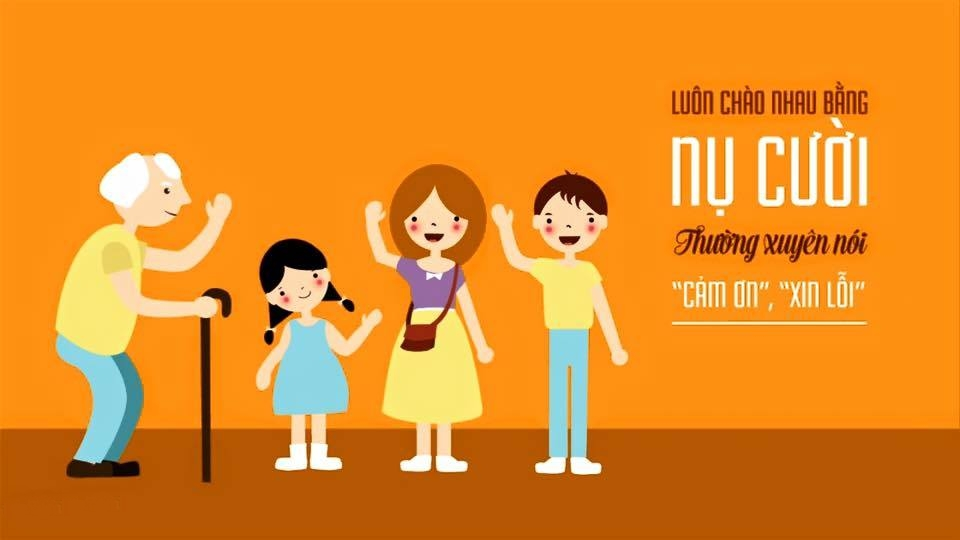 LUÔN CHÀO NHAU BẰNG
NỤ CƯỜI
Thường xuyên nói
"CẢM ƠN", "XIN LỖI"